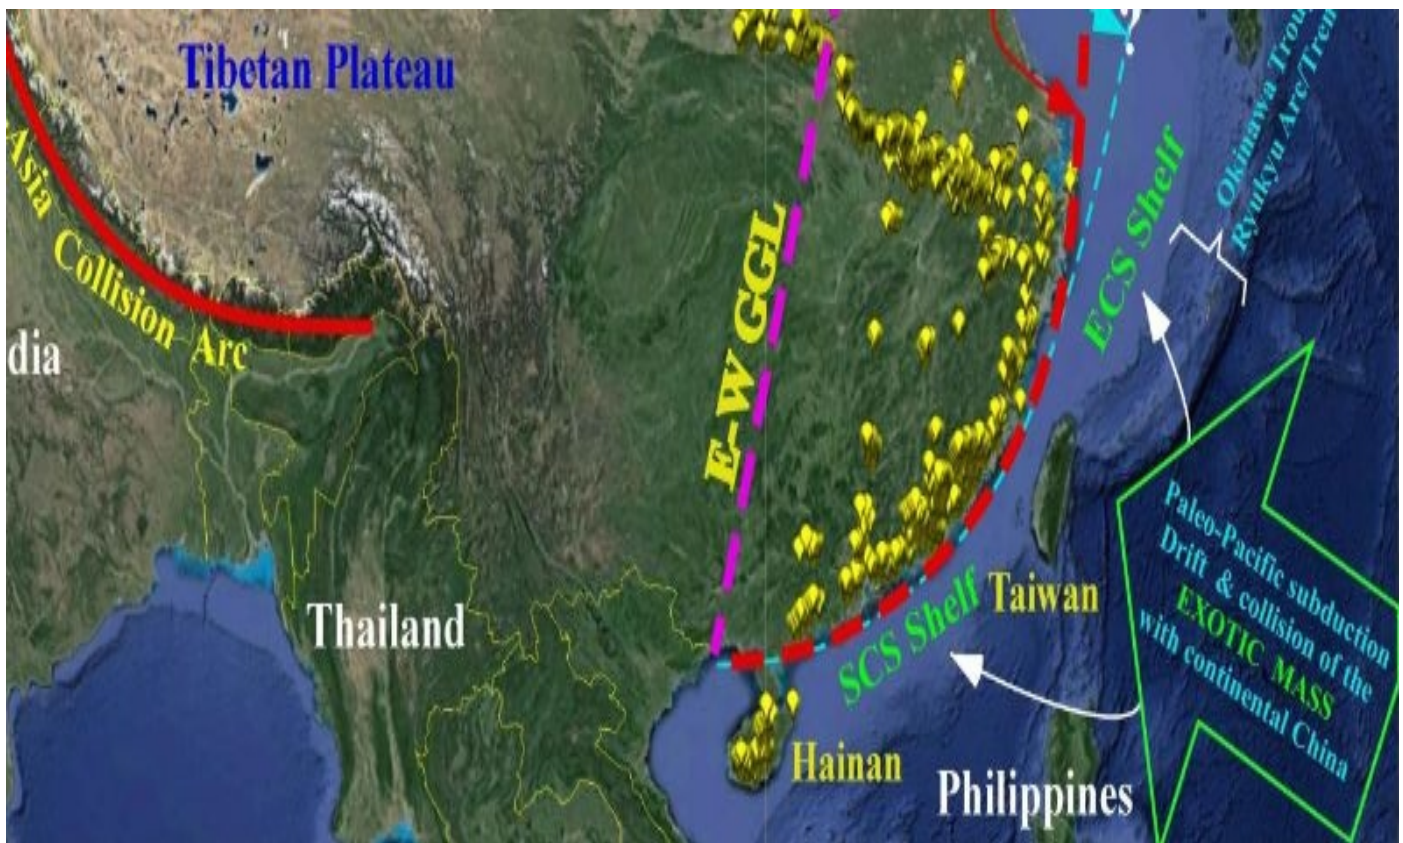 Tibetan Plateau
Asia Collision Arc
dia
Thailand
E-W GGL
ECS Shelf
Okinawa Troug
Ryukyu Arc/Tren
SCS Shelf
Taiwan
Hainan
Philippines
Paleo-Pacific subduction
Drift & collision of the
EXOTIC MASS
with continental China